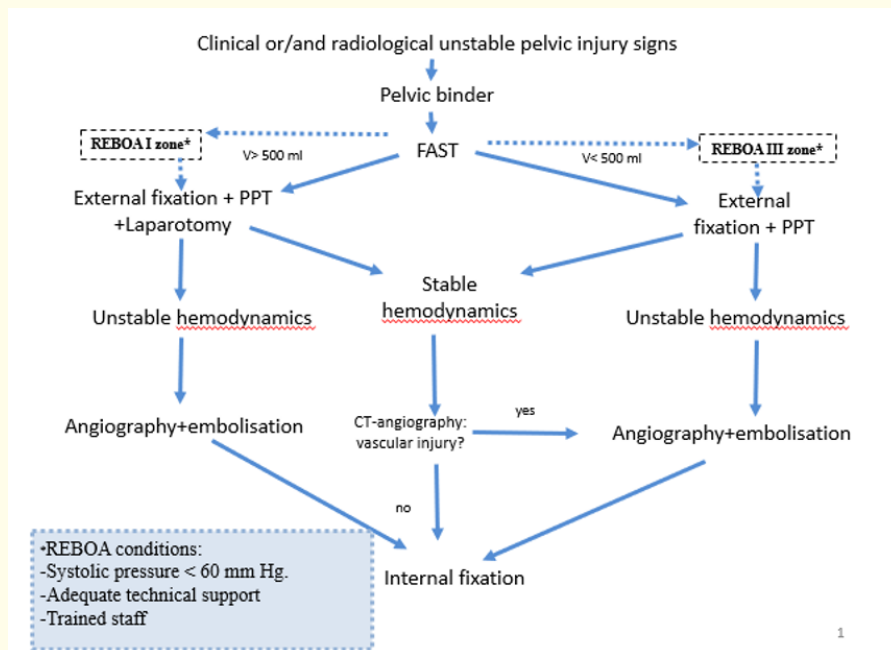 Clinical or/and radiological unstable pelvic injury signs
Pelvic binder
REBOA I zone*
V> 500 ml
FAST
V< 500 ml
REBOA III zone*
External fixation + PPT
+Laparotomy
External
fixation + PPT
Stable
hemodynamics
Unstable hemodynamics
Unstable hemodynamics
Angiography+embolisation
CT-angiography:
vascular injury?
yes
Angiography+embolisation
no
Internal fixation
*REBOA conditions:
-Systolic pressure < 60 mm Hg.
-Adequate technical support
-Trained staff
1